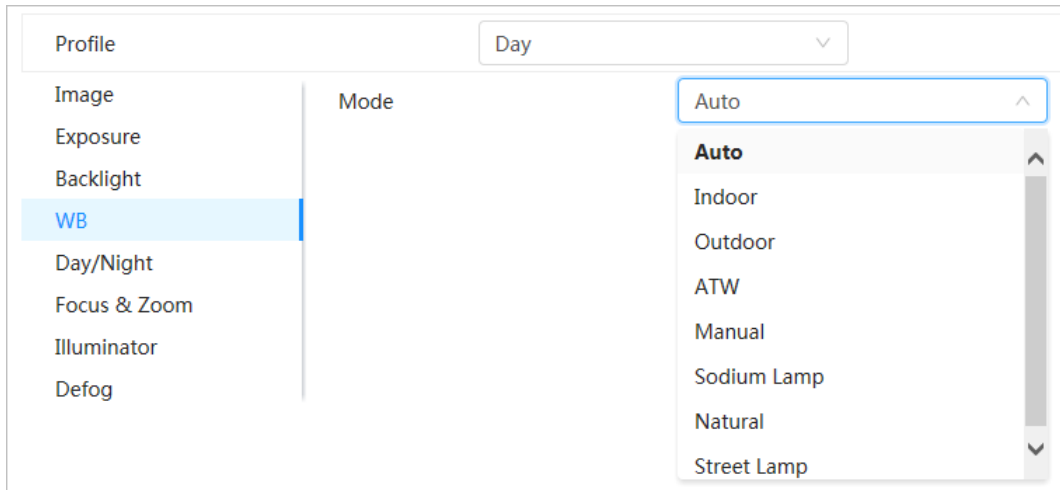 Profile
Day
Image
Exposure
Backlight
WB
Day/Night
Focus & Zoom
Illuminator
Defog
Mode
Auto
Auto
Indoor
Outdoor
ATW
Manual
Sodium Lamp
Natural
Street Lamp